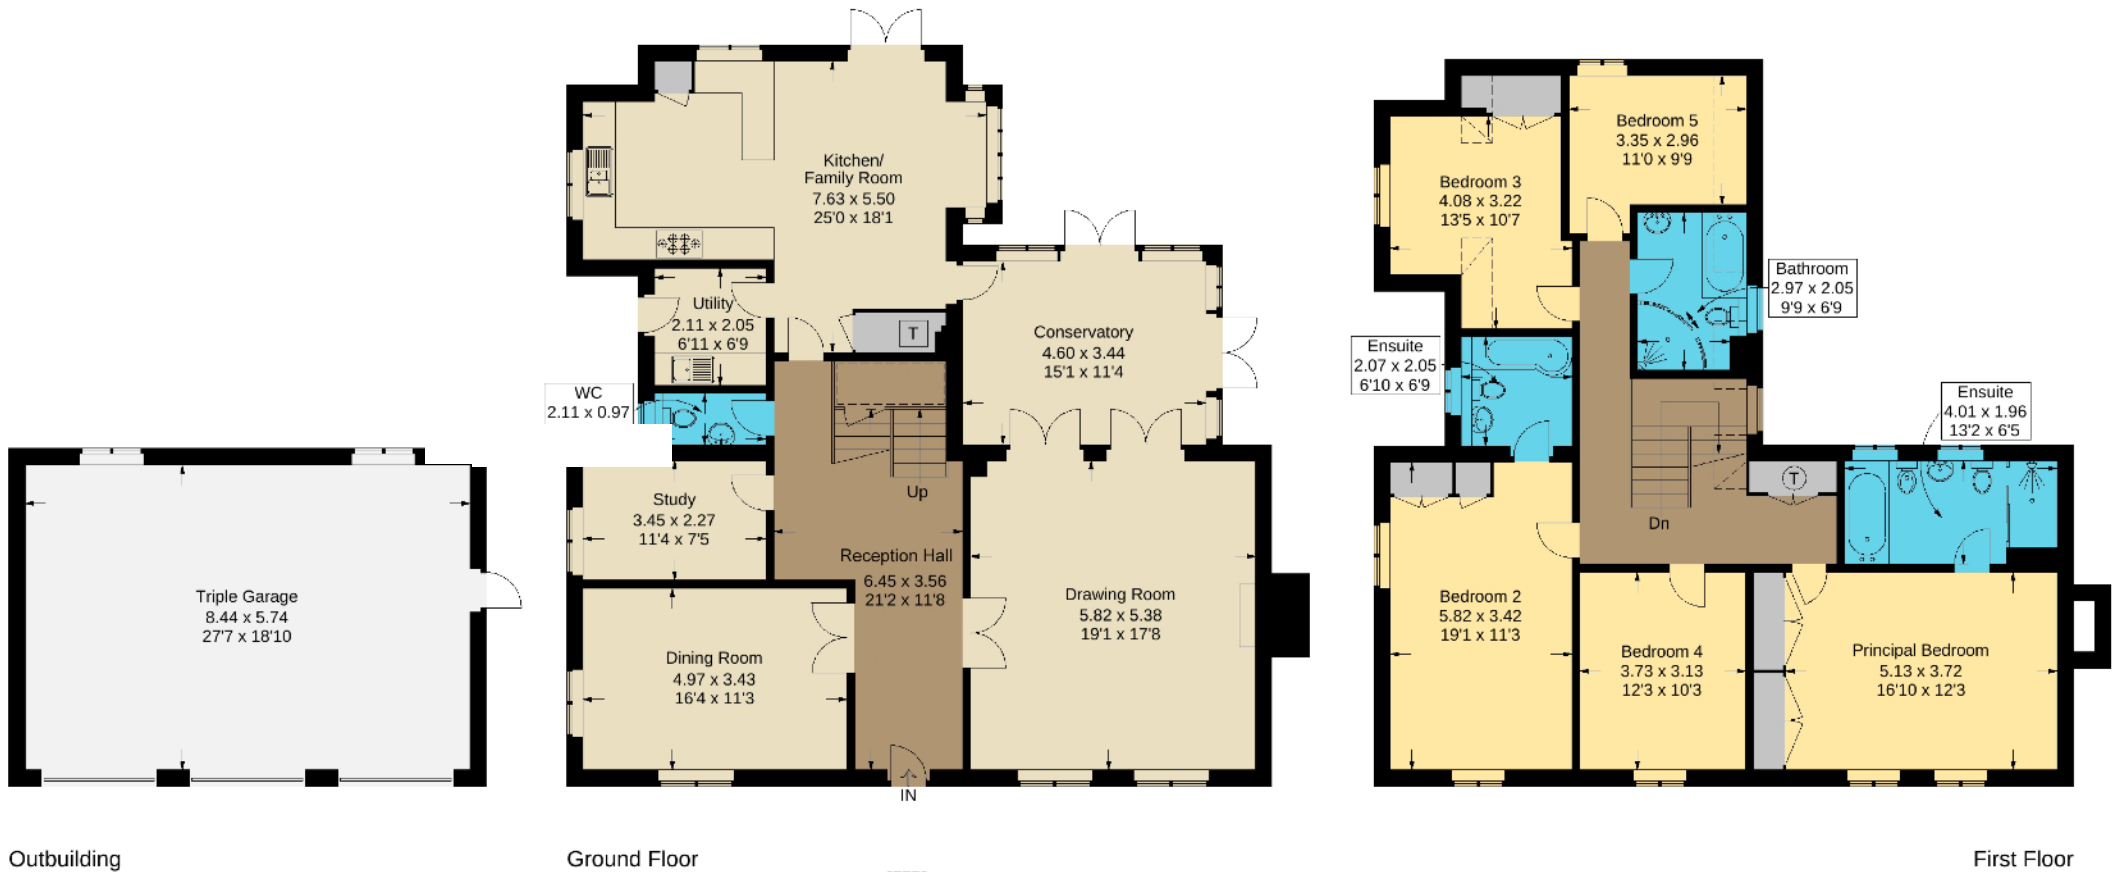 Triple Garage
8.44 x 5.74
27'7 x 18'10
Outbuilding
Kitchen/
Family Room
7.63 x 5.50
25'0 x 18'1
Utility
2.11 x 2.05
6'11 x 6'9
T
Conservatory
4.60 x 3.44
15'1 x 11'4
WC
2.11 x 0.97
Up
Study
3.45 x 2.27
11'4 x 7'5
Reception Hall
6.45 x 3.56
21'2 x 11'8
Drawing Room
5.82 x 5.38
19'1 x 17'8
Dining Room
4.97 x 3.43
16'4 x 11'3
IN
Ground Floor
Bedroom 5
3.35 x 2.96
11'0 x 9'9
Bedroom 3
4.08 x 3.22
13'5 x 10'7
Bathroom
2.97 x 2.05
9'9 x 6'9
Ensuite
2.07 x 2.05
6'10 x 6'9
Ensuite
4.01 x 1.96
13'2 x 6'5
T
Dn
Bedroom 2
5.82 x 3.42
19'1 x 11'3
Bedroom 4
3.73 x 3.13
12'3 x 10'3
Principal Bedroom
5.13 x 3.72
16'10 x 12'3
First Floor